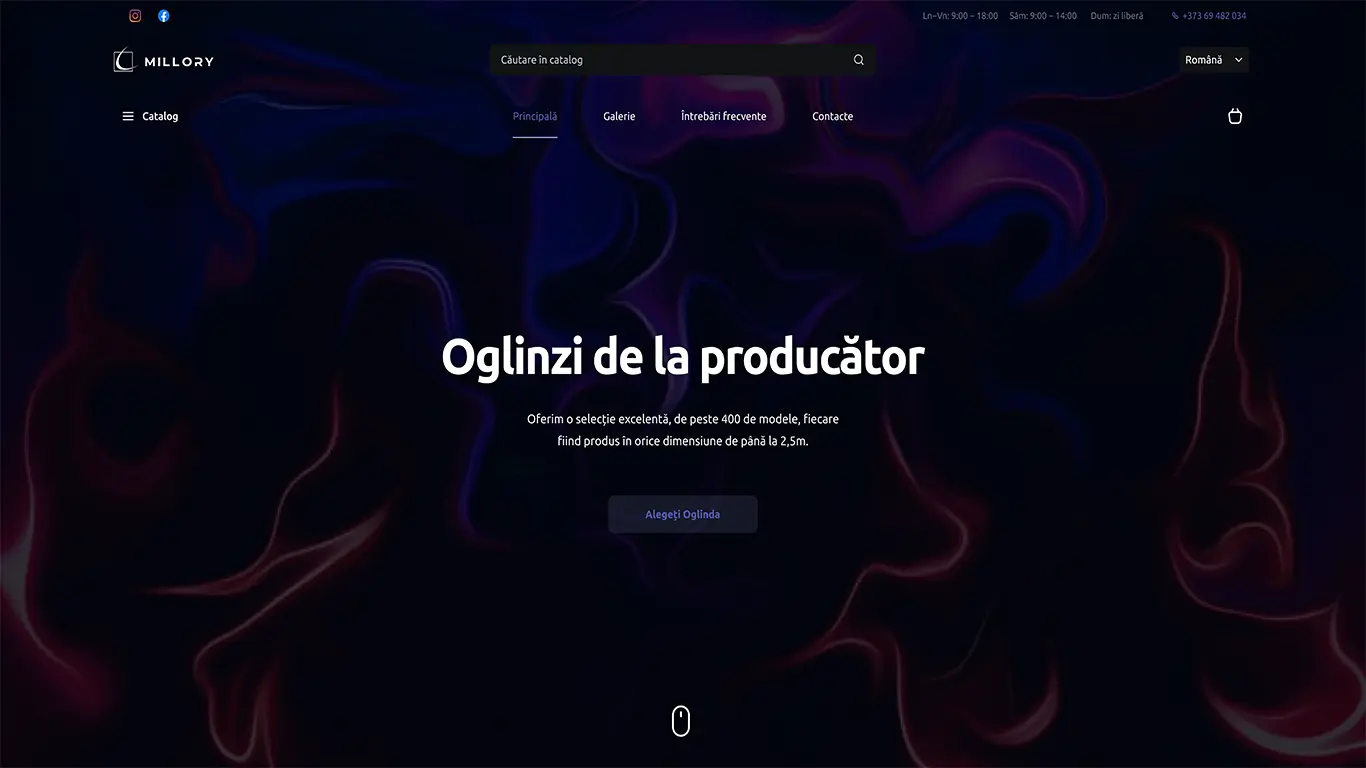 Ln–Vn: 9:00 – 18:00 Sâm: 9:00 – 14:00 Dum: zi liberă +373 69 482 034
MILLORY
Căutare în catalog
Română
Catalog
Principală Galerie Întrebări frecvente Contacte
Oglinzi de la producător
Oferim o selecție excelentă, de peste 400 de modele, fiecare
fiind produs în orice dimensiune de până la 2,5m.
Alegeți Oglinda